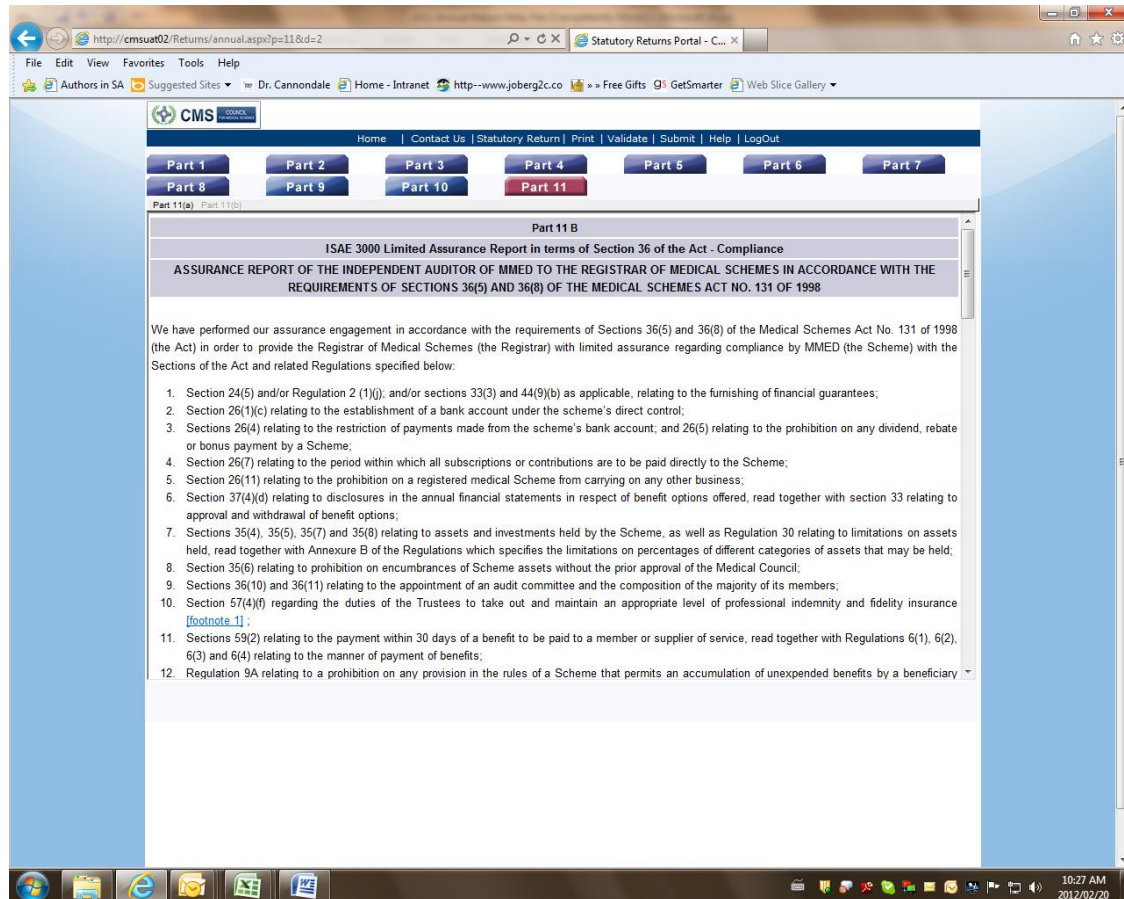 http://cmsuat02/Returns/annual.aspx?p=11&d=2
Statutory Returns Portal - C...
File Edit View Favorites Tools Help
Authors in SA Suggested Sites Dr. Cannondale Home - Intranet http--www.joberg2c.co » » Free Gifts GetSmarter Web Slice Gallery
CMS COUNCIL FOR MEDICAL SCHEMES
Home | Contact Us | Statutory Return | Print | Validate | Submit | Help | LogOut
Part 1 Part 2 Part 3 Part 4 Part 5 Part 6 Part 7
Part 8 Part 9 Part 10 Part 11
Part 11(a) Part 11(b)
Part 11 B
ISAE 3000 Limited Assurance Report in terms of Section 36 of the Act - Compliance
ASSURANCE REPORT OF THE INDEPENDENT AUDITOR OF MMED TO THE REGISTRAR OF MEDICAL SCHEMES IN ACCORDANCE WITH THE
REQUIREMENTS OF SECTIONS 36(5) AND 36(8) OF THE MEDICAL SCHEMES ACT NO. 131 OF 1998
We have performed our assurance engagement in accordance with the requirements of Sections 36(5) and 36(8) of the Medical Schemes Act No. 131 of 1998
(the Act) in order to provide the Registrar of Medical Schemes (the Registrar) with limited assurance regarding compliance by MMED (the Scheme) with the
Sections of the Act and related Regulations specified below:
1. Section 24(5) and/or Regulation 2 (1)(j); and/or sections 33(3) and 44(9)(b) as applicable, relating to the furnishing of financial guarantees;
2. Section 26(1)(c) relating to the establishment of a bank account under the scheme's direct control;
3. Sections 26(4) relating to the restriction of payments made from the scheme's bank account; and 26(5) relating to the prohibition on any dividend, rebate
or bonus payment by a Scheme;
4. Section 26(7) relating to the period within which all subscriptions or contributions are to be paid directly to the Scheme;
5. Section 26(11) relating to the prohibition on a registered medical Scheme from carrying on any other business;
6. Section 37(4)(d) relating to disclosures in the annual financial statements in respect of benefit options offered, read together with section 33 relating to
approval and withdrawal of benefit options;
7. Sections 35(4), 35(5), 35(7) and 35(8) relating to assets and investments held by the Scheme, as well as Regulation 30 relating to limitations on assets
held, read together with Annexure B of the Regulations which specifies the limitations on percentages of different categories of assets that may be held;
8. Section 35(6) relating to prohibition on encumbrances of Scheme assets without the prior approval of the Medical Council;
9. Sections 36(10) and 36(11) relating to the appointment of an audit committee and the composition of the majority of its members;
10. Section 57(4)(f) regarding the duties of the Trustees to take out and maintain an appropriate level of professional indemnity and fidelity insurance
[footnote 1] ;
11. Sections 59(2) relating to the payment within 30 days of a benefit to be paid to a member or supplier of service, read together with Regulations 6(1), 6(2),
6(3) and 6(4) relating to the manner of payment of benefits;
12. Regulation 9A relating to a prohibition on any provision in the rules of a Scheme that permits an accumulation of unexpended benefits by a beneficiary
10:27 AM
2012/02/20